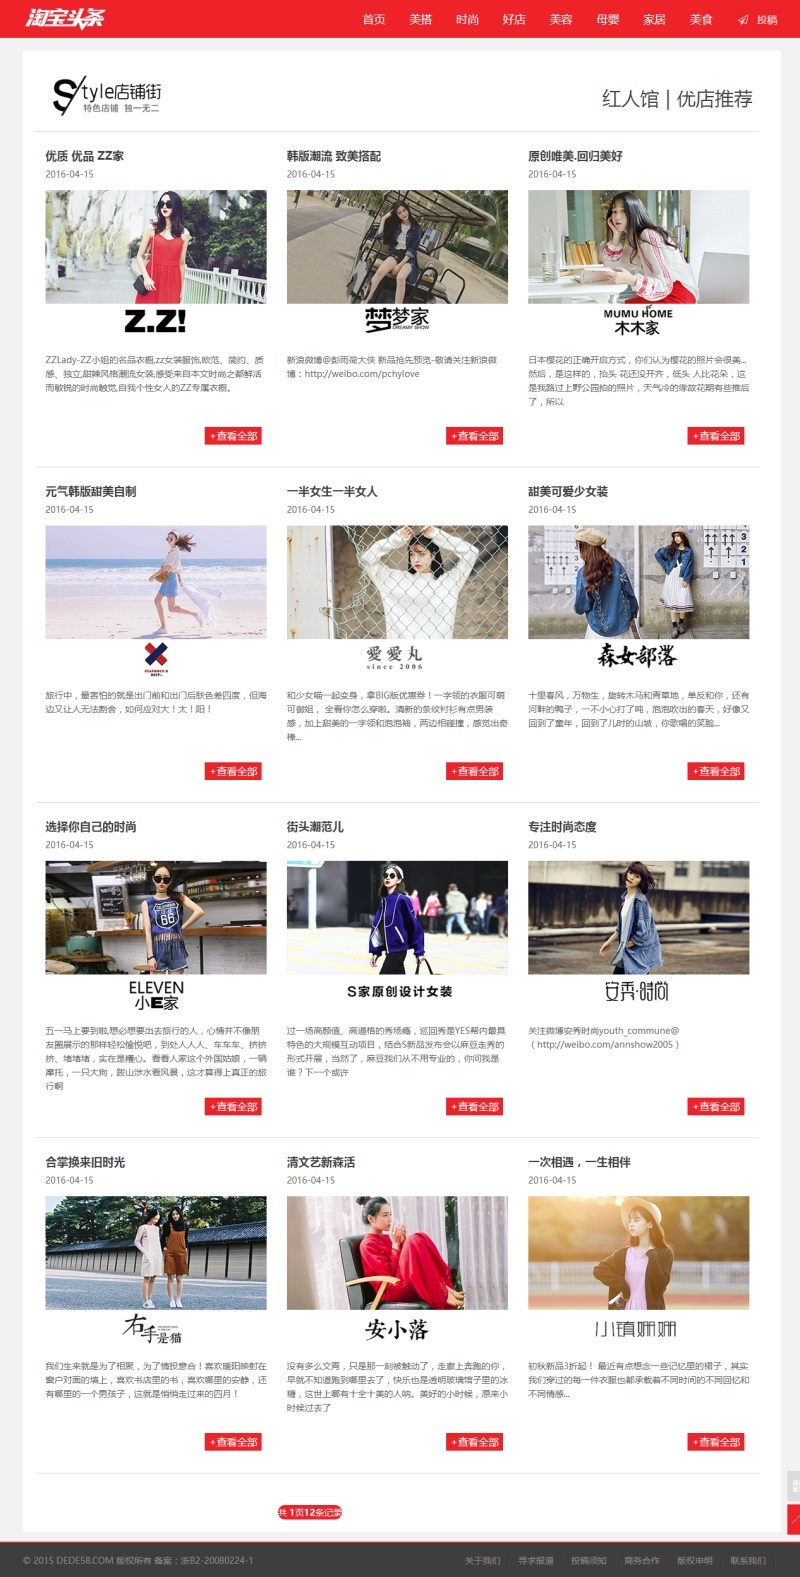 淘宝头条
首页 美搭 时尚 好店 美容 母婴 家居 美食 投稿
Style店铺街
特色店铺 独一无二
红人馆 | 优店推荐
优质 优品 ZZ家
2016-04-15
Z.Z!
ZZLady-ZZ小姐的名品衣橱,zz女装服饰,欧范、简约、质
感、独立,甜辣风格潮流女装,感受来自本文时尚之都鲜活
而敏锐的时尚触觉,自我个性女人的ZZ专属衣橱。
+查看全部
韩版潮流 致美搭配
2016-04-15
梦梦家
DREAMY SHOW
新浪微博@彭雨荷大侠 新品抢先预览-敬请关注新浪微
博：http://weibo.com/pchylove
+查看全部
原创唯美.回归美好
2016-04-15
MUMU HOME
木木家
日本樱花的正确开启方式，你们认为樱花的照片会很美...
然后，是这样的，抬头 花还没开齐，低头 人比花朵，这
是我路过上野公园拍的照片，天气冷的缘故花期有些推后
了，所以
+查看全部
元气韩版甜美自制
2016-04-15
旅行中，最害怕的就是出门前和出门后肤色差四度，但海
边又让人无法割舍，如何应对大！太！阳！
+查看全部
一半女生一半女人
2016-04-15
爱爱丸
since 2006
和少女喵一起变身，拿BIG版优惠券！一字领的衣服可萌
可御姐， 全看你怎么穿啦。清新的条纹衬衫有点男装
感，加上甜美的一字领和泡泡袖，两边相碰撞，感觉出奇
棒...
+查看全部
甜美可爱少女装
2016-04-15
森女部落
十里春风，万物生，旋转木马和青草地，单反和你，还有
河畔的鸭子，一不小心打了吨，泡泡吹出的春天，好像又
回到了童年，回到了儿时的山坡，你歌唱的笑脸...
+查看全部
选择你自己的时尚
2016-04-15
ELEVEN
小E家
五一马上要到啦,想必想要出去旅行的人，心情并不像朋
友圈展示的那样轻松愉悦吧，到处人人人、车车车、挤挤
挤、堵堵堵，实在是糟心。看看人家这个外国姑娘，一辆
摩托，一只大狗，跋山涉水看风景，这才算得上真正的旅
行啊
+查看全部
街头潮范儿
2016-04-15
S家原创设计女装
过一场高颜值、高逼格的秀场瘾，巡回秀是YES帮内最具
特色的大规模互动项目，结合S新品发布会以麻豆走秀的
形式开展，当然了，麻豆我们从不用专业的，你问我是
谁？下一个或许
+查看全部
专注时尚态度
2016-04-15
安秀·时尚
关注微博安秀时尚youth_commune@
（http://weibo.com/annshow2005）
+查看全部
合掌换来旧时光
2016-04-15
右手是猫
我们生来就是为了相聚，为了情投意合！喜欢暖阳映射在
窗户对面的墙上，喜欢书店里的书，喜欢哪里的安静，还
有哪里的一个男孩子，这就是悄悄走过来的四月！
+查看全部
清文艺新森活
2016-04-15
安小落
没有多么文青，只是那一刻被触动了，走廊上奔跑的你，
早就不知道跑到哪里去了，快乐也是透明玻璃馆子里的冰
糖，这世上哪有十全十美的人呐。美好的小时候，原来小
时候过去了
+查看全部
一次相遇，一生相伴
2016-04-15
小镇姗姗
初秋新品3折起！ 最近有点想念一些记忆里的裙子，其实
我们穿过的每一件衣服也都承载着不同时间的不同回忆和
不同情感...
+查看全部
共 1页12条记录
© 2015 DEDE58.COM 版权所有 备案：浙B2-20080224-1
关于我们 寻求报道 投稿须知 商务合作 版权申明 联系我们